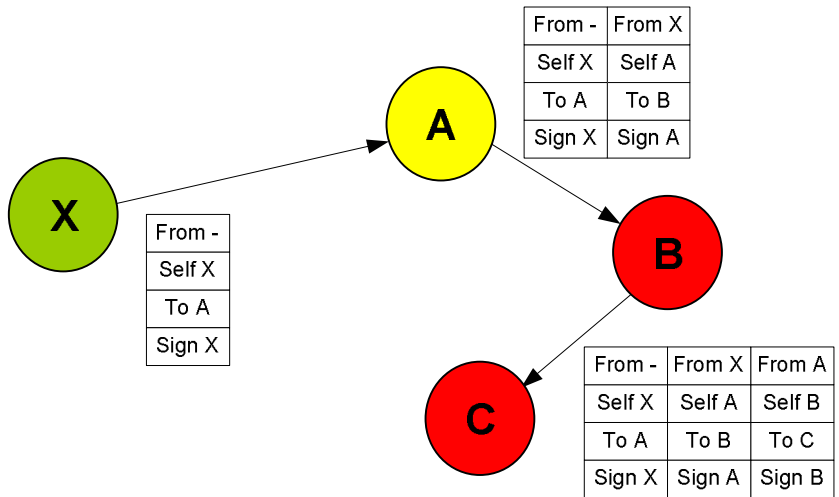 From - From X
Self X Self A
To A To B
Sign X Sign A
A
X
From -
Self X
To A
Sign X
B
C
From - From X From A
Self X Self A Self B
To A To B To C
Sign X Sign A Sign B